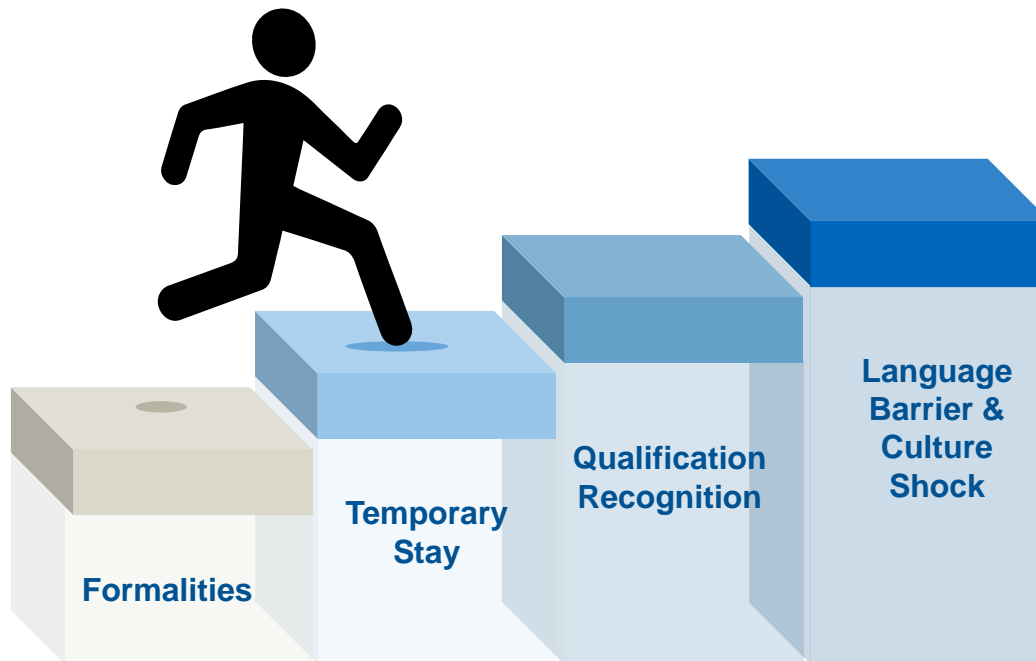 Formalities
Temporary
Stay
Qualification
Recognition
Language
Barrier &
Culture
Shock